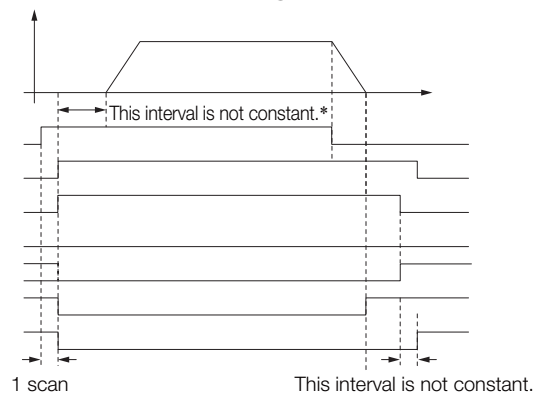 This interval is not constant.*
1 scan
This interval is not constant.